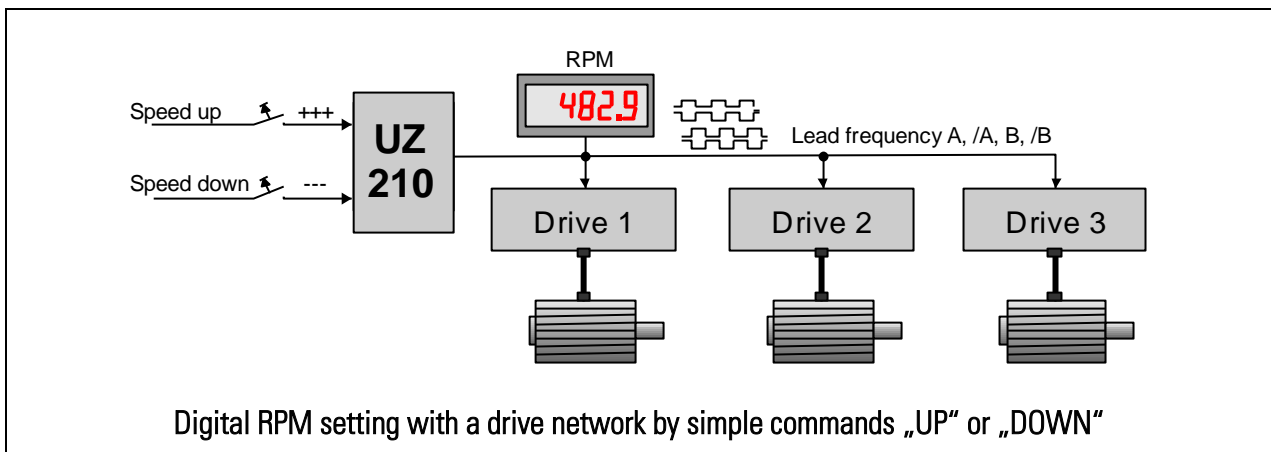 RPM
482.9
Speed up +++
UZ
210
Lead frequency A, /A, B, /B
Speed down ---
Drive 1
Drive 2
Drive 3
Digital RPM setting with a drive network by simple commands „UP“ or „DOWN“